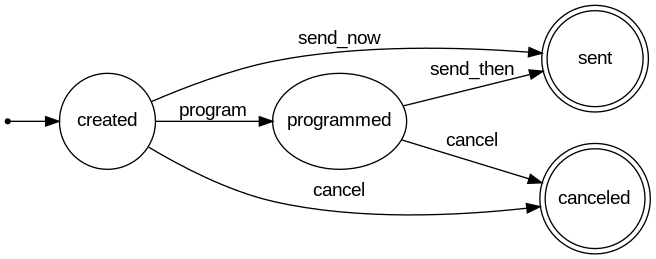 send_now
send_then
sent
created
program
programmed
cancel
cancel
canceled